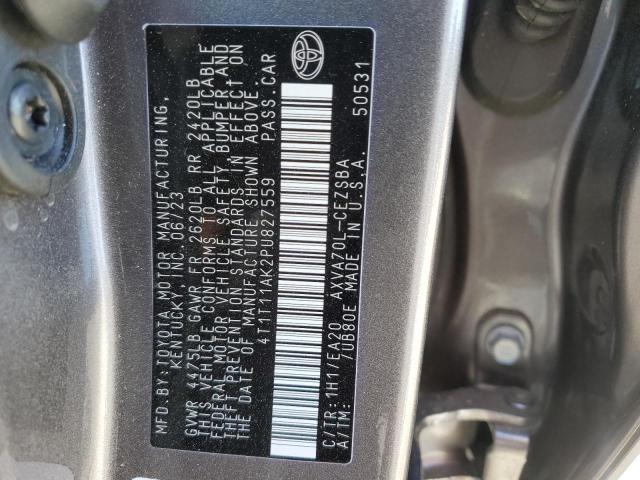 MFD.BY:TOYOTA MOTOR MANUFACTURING,
KENTUCKY, INC. 06/23
GVWR 4475LB GAWR FR 2620LB RR 2420LB
THIS VEHICLE CONFORMS TO ALL APPLICABLE
FEDERAL MOTOR VEHICLE SAFETY, BUMPER AND
THEFT PREVENTION STANDARDS IN EFFECT ON
DATE OF MANUFACTURE SHOWN ABOVE.
4T1T11AK2PU827559 PASS.CAR
C/TR:1H1/EA20 AXVA70L-CEZSBA
A/TM: /UB80E MADE IN U.S.A. 50531